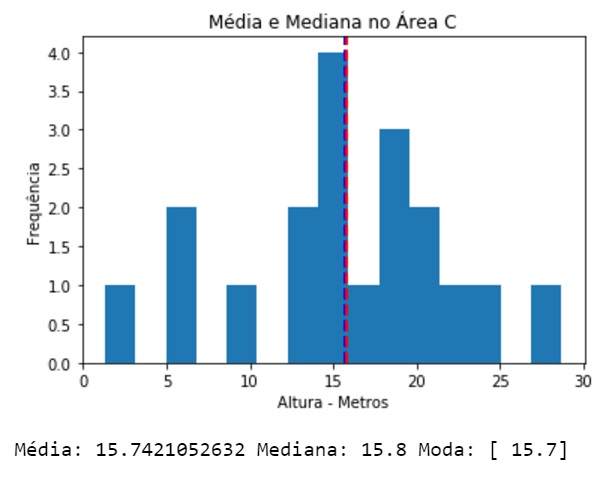 Média e Mediana no Área C
4.0
3.5
3.0
2.5
2.0
1.5
1.0
0.5
0.0
Frequência
0 5 10 15 20 25 30
Altura - Metros
Média: 15.7421052632 Mediana: 15.8 Moda: [ 15.7]